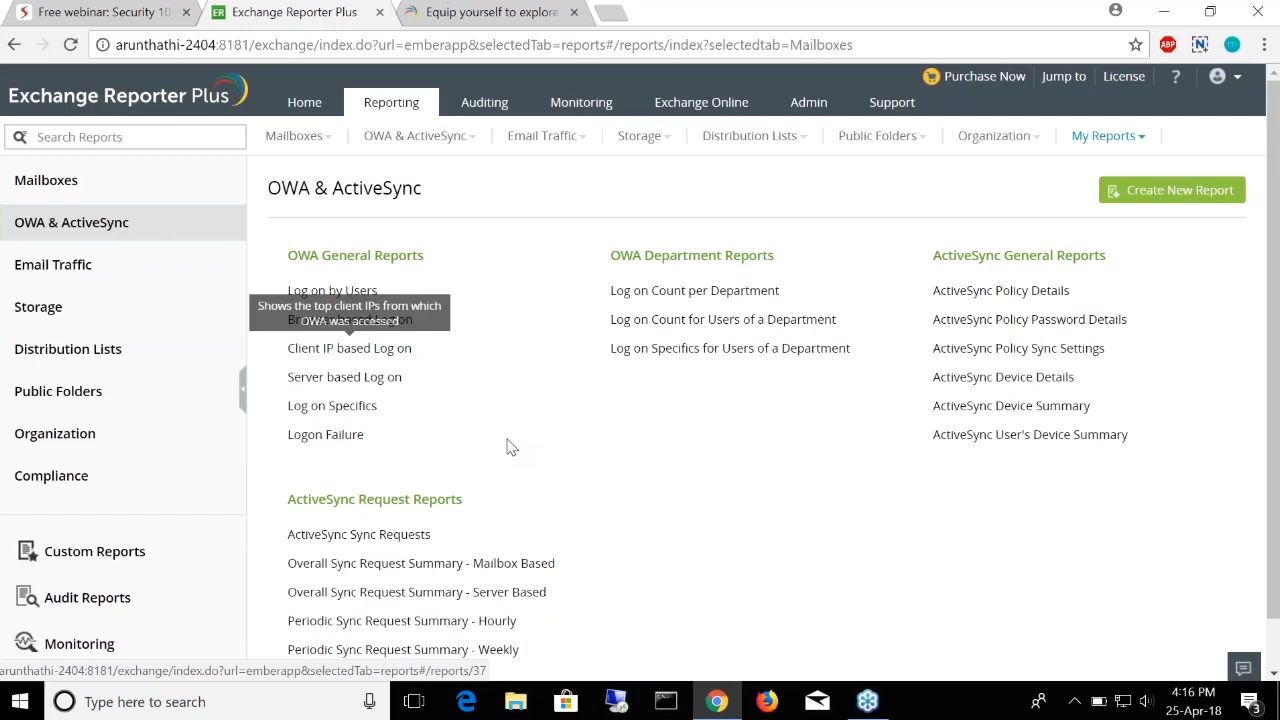 Free webinar: Security 10
Exchange Reporter Plus
Equip yourself to explore
arunthathi-2404:8181/exchange/index.do?url=emberapp&selectedTab=reports#/reports/index?selectedtab=Mailboxes
ABP
Exchange Reporter Plus
Purchase Now
Jump to
License
?
Home
Reporting
Auditing
Monitoring
Exchange Online
Admin
Support
Search Reports
Mailboxes
OWA & ActiveSync
Email Traffic
Storage
Distribution Lists
Public Folders
Organization
My Reports
Mailboxes
OWA & ActiveSync
Email Traffic
Storage
Distribution Lists
Public Folders
Organization
Compliance
Custom Reports
Audit Reports
Monitoring
OWA & ActiveSync
Create New Report
OWA General Reports
Log on by Users
Shows the top client IPs from which
OWA was accessed
Client IP based Log on
Server based Log on
Log on Specifics
Logon Failure
OWA Department Reports
Log on Count per Department
Log on Count for Users of a Department
Log on Specifics for Users of a Department
ActiveSync General Reports
ActiveSync Policy Details
ActiveSync Policy Password Details
ActiveSync Policy Sync Settings
ActiveSync Device Details
ActiveSync Device Summary
ActiveSync User's Device Summary
ActiveSync Request Reports
ActiveSync Sync Requests
Overall Sync Request Summary - Mailbox Based
Overall Sync Request Summary - Server Based
Periodic Sync Request Summary - Hourly
Periodic Sync Request Summary - Weekly
arunthathi-2404:8181/exchange/index.do?url=emberapp&selectedTab=reports#/reports/37
Type here to search
4:16 PM
25-Apr-18
3